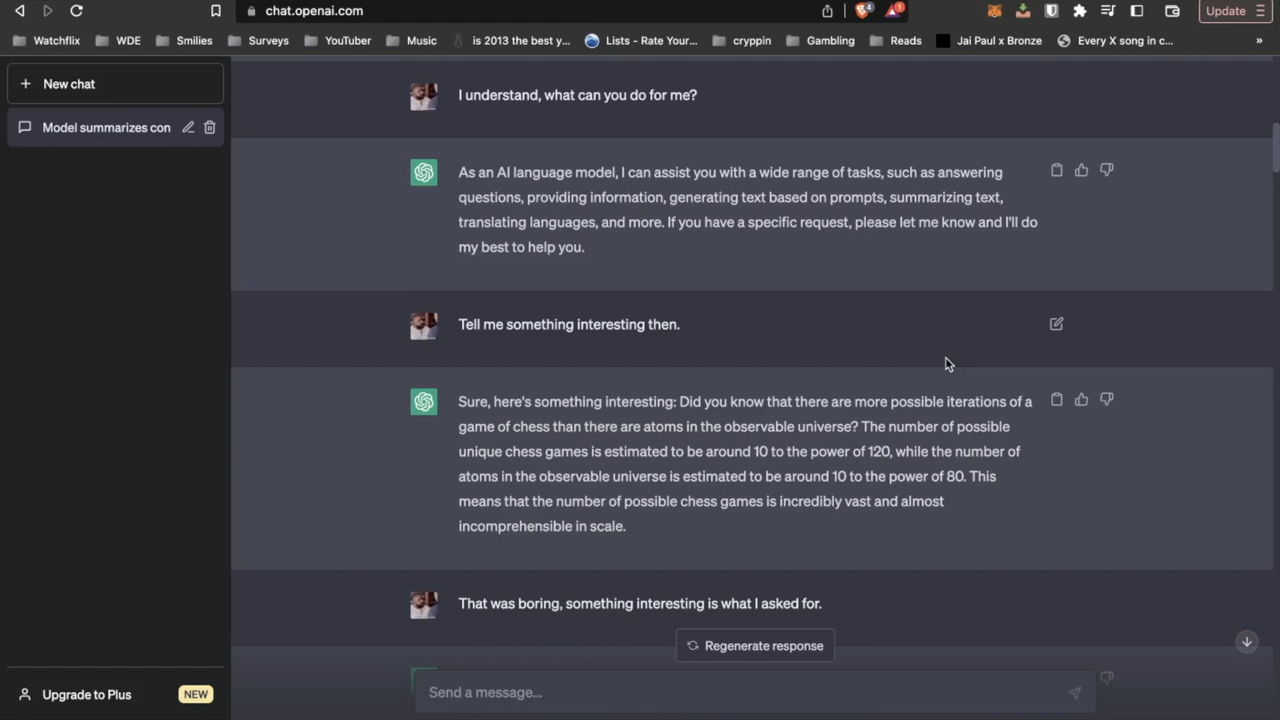 chat.openai.com
4
1
Update
Watchflix
WDE
Smilies
Surveys
YouTuber
Music
is 2013 the best y...
Lists - Rate Your...
cryppin
Gambling
Reads
Jai Paul x Bronze
Every X song in c...
»
+ New chat
Model summarizes con
I understand, what can you do for me?
As an AI language model, I can assist you with a wide range of tasks, such as answering
questions, providing information, generating text based on prompts, summarizing text,
translating languages, and more. If you have a specific request, please let me know and I'll do
my best to help you.
Tell me something interesting then.
Sure, here's something interesting: Did you know that there are more possible iterations of a
game of chess than there are atoms in the observable universe? The number of possible
unique chess games is estimated to be around 10 to the power of 120, while the number of
atoms in the observable universe is estimated to be around 10 to the power of 80. This
means that the number of possible chess games is incredibly vast and almost
incomprehensible in scale.
That was boring, something interesting is what I asked for.
Regenerate response
Send a message...
Upgrade to Plus
NEW